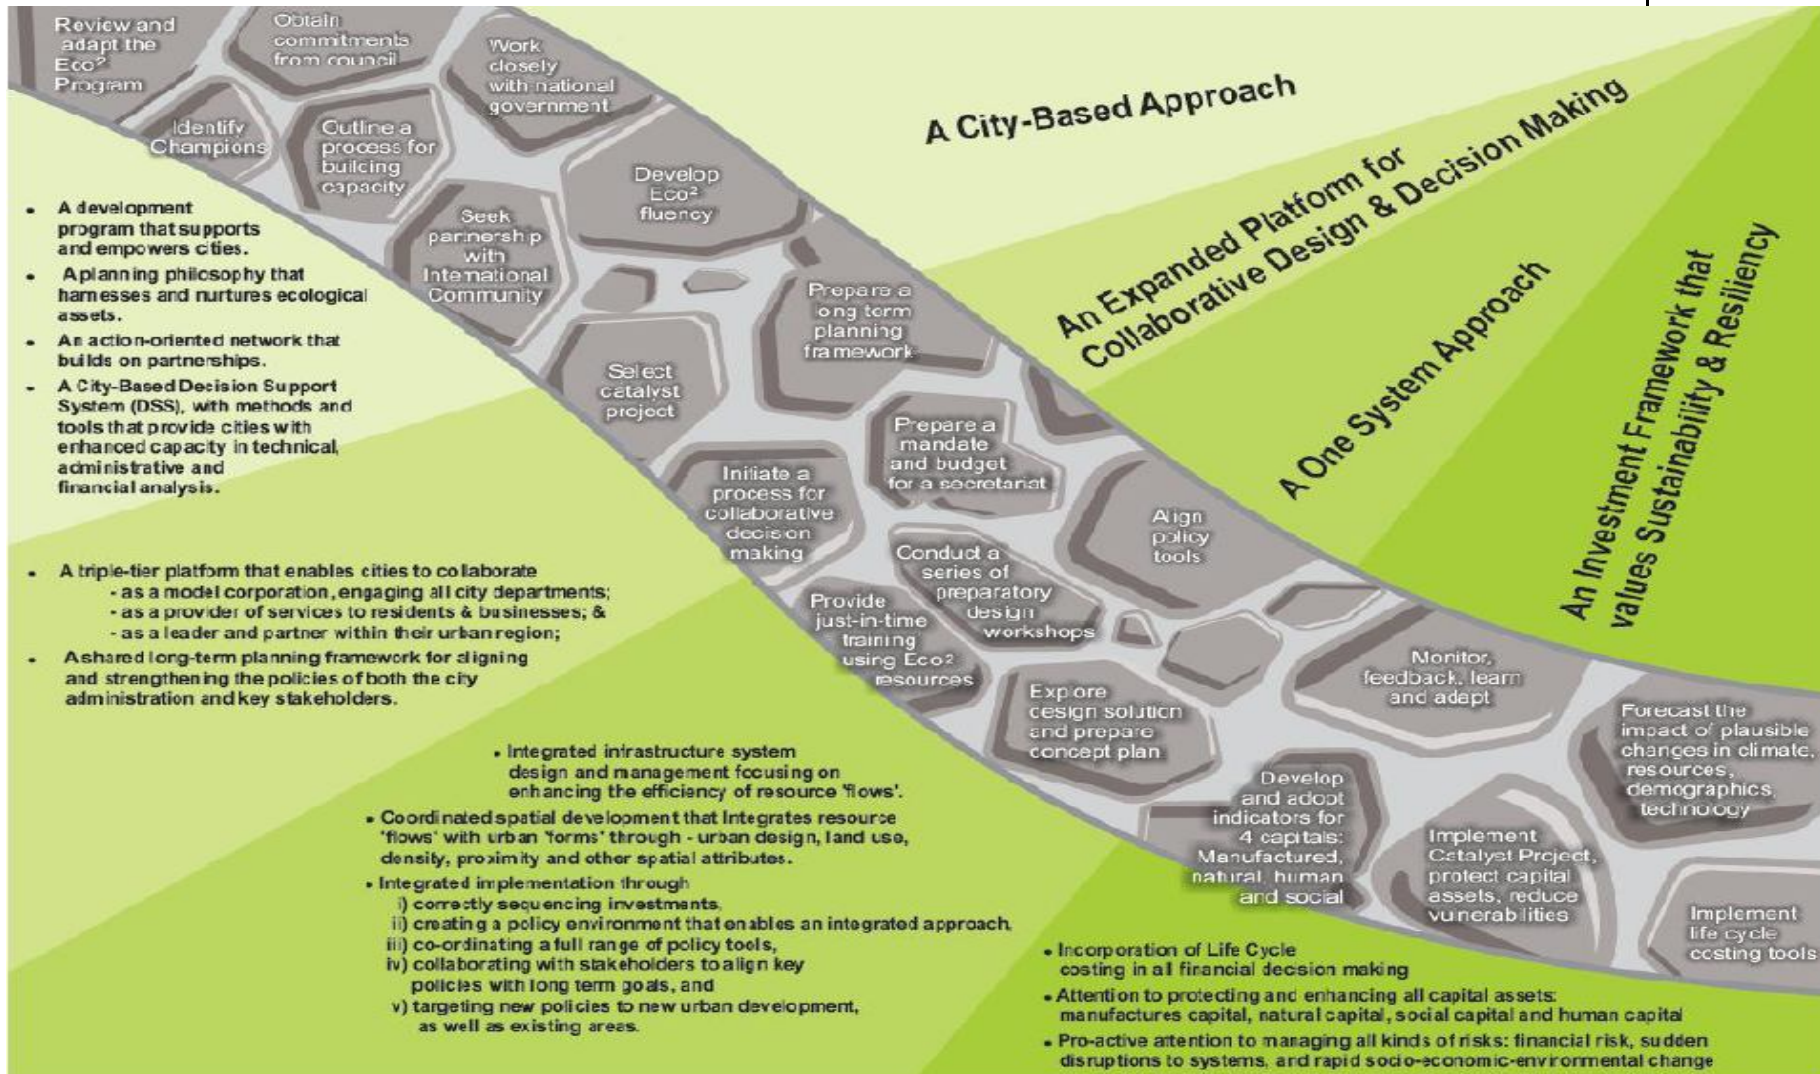 Review and
adapt the
Eco²
Program
Obtain
commitments
from council
Work
closely
with national
government
Identify
Champions
Outline a
process for
building
capacity
Develop
Eco²
fluency
Seek
partnership
with
International
Community
Prepare a
long term
planning
framework
Select
catalyst
project
Prepare a
mandate
and budget
for a secretariat
Initiate a
process for
collaborative
decision
making
Align
policy
tools
Conduct a
series of
preparatory
design
workshops
Provide
just-in-time
training
using Eco²
resources
Explore
design solution
and prepare
concept plan
Monitor,
feedback, learn
and adapt
Forecast the
impact of plausible
changes in climate,
resources,
demographics,
technology
Develop
and adopt
indicators for
4 capitals:
Manufactured,
natural, human
and social
Implement
Catalyst Project,
protect capital
assets, reduce
vulnerabilities
Implement
life cycle
costing tools
A City-Based Approach
An Expanded Platform for
Collaborative Design & Decision Making
A One System Approach
An Investment Framework that
values Sustainability & Resiliency
• A development
program that supports
and empowers cities.
• A planning philosophy that
harnesses and nurtures ecological
assets.
• An action-oriented network that
builds on partnerships.
• A City-Based Decision Support
System (DSS), with methods and
tools that provide cities with
enhanced capacity in technical,
administrative and
financial analysis.
• A triple-tier platform that enables cities to collaborate
- as a model corporation, engaging all city departments;
- as a provider of services to residents & businesses; &
- as a leader and partner within their urban region;
• A shared long-term planning framework for aligning
and strengthening the policies of both the city
administration and key stakeholders.
• Integrated infrastructure system
design and management focusing on
enhancing the efficiency of resource 'flows'.
• Coordinated spatial development that Integrates resource
'flows' with urban 'forms' through - urban design, land use,
density, proximity and other spatial attributes.
• Integrated implementation through
i) correctly sequencing investments,
ii) creating a policy environment that enables an integrated approach,
iii) co-ordinating a full range of policy tools,
iv) collaborating with stakeholders to align key
policies with long term goals, and
v) targeting new policies to new urban development,
as well as existing areas.
• Incorporation of Life Cycle
costing in all financial decision making
• Attention to protecting and enhancing all capital assets:
manufactures capital, natural capital, social capital and human capital
• Pro-active attention to managing all kinds of risks: financial risk, sudden
disruptions to systems, and rapid socio-economic-environmental change